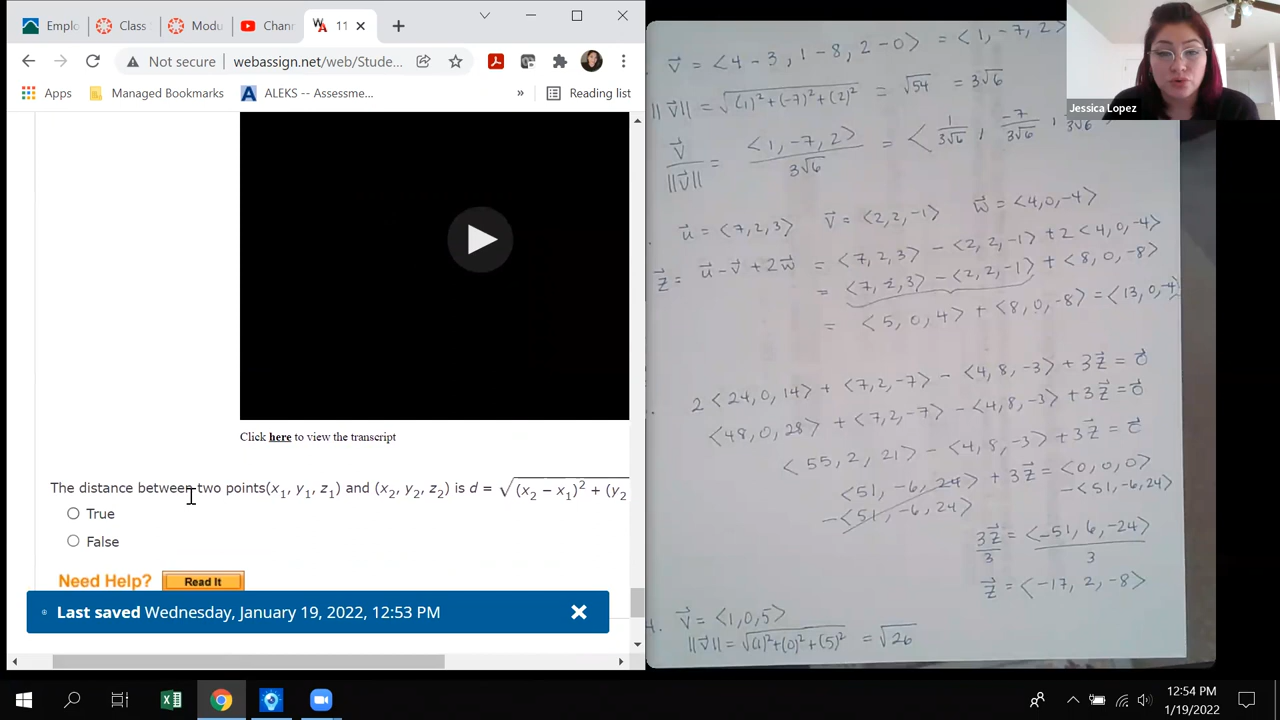 Emplo
Class
Modu
Chanr
11
Not secure
webassign.net/web/Stude...
Apps
Managed Bookmarks
ALEKS -- Assessme...
»
Reading list
Click here to view the transcript
The distance between two points(x₁, y₁, z₁) and (x₂, y₂, z₂) is d = √(x₂ − x₁)² + (y₂
True
False
Need Help? Read It
Last saved Wednesday, January 19, 2022, 12:53 PM
v⃗ = <4-3, 1-8, 2-0> = <1, -7, 2>
||v⃗|| = √(1)²+(-7)²+(2)² = √54 = 3√6
v⃗/||v⃗|| = <1, -7, 2>/3√6 = < 1/3√6, -7/3√6,
u⃗ = <7,2,3> v⃗ = <2,2,-1> w⃗ = <4,0,-4>
z⃗ = u⃗ - v⃗ + 2w⃗ = <7,2,3> - <2,2,-1> + 2<4,0,-4>
= <7,2,3> - <2,2,-1> + <8,0,-8>
= <5,0,4> + <8,0,-8> = <13,0,-4>
2<24,0,14> + <7,2,-7> - <4,8,-3> + 3z⃗ = 0⃗
<48,0,28> + <7,2,-7> - <4,8,-3> + 3z⃗ = 0⃗
<55,2,21> - <4,8,-3> + 3z⃗ = 0⃗
<51,-6,24> + 3z⃗ = <0,0,0>
-<51,-6,24> -<51,-6,24>
3z⃗/3 = <-51,6,-24>/3
z⃗ = <-17,2,-8>
4. v⃗ = <1,0,5>
||v⃗|| = √(1)²+(0)²+(5)² = √26
Jessica Lopez
12:54 PM
1/19/2022